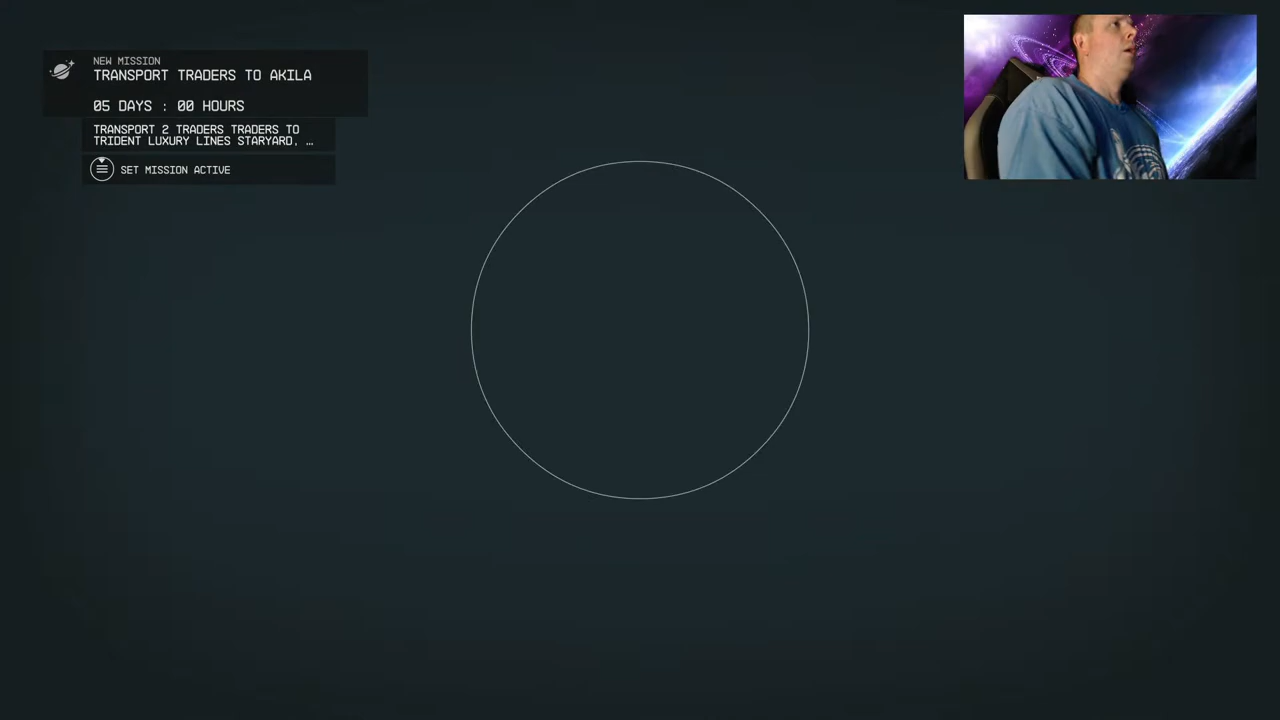 NEW MISSION
TRANSPORT TRADERS TO AKILA
05 DAYS : 00 HOURS
TRANSPORT 2 TRADERS TRADERS TO
TRIDENT LUXURY LINES STARYARD, ...
SET MISSION ACTIVE